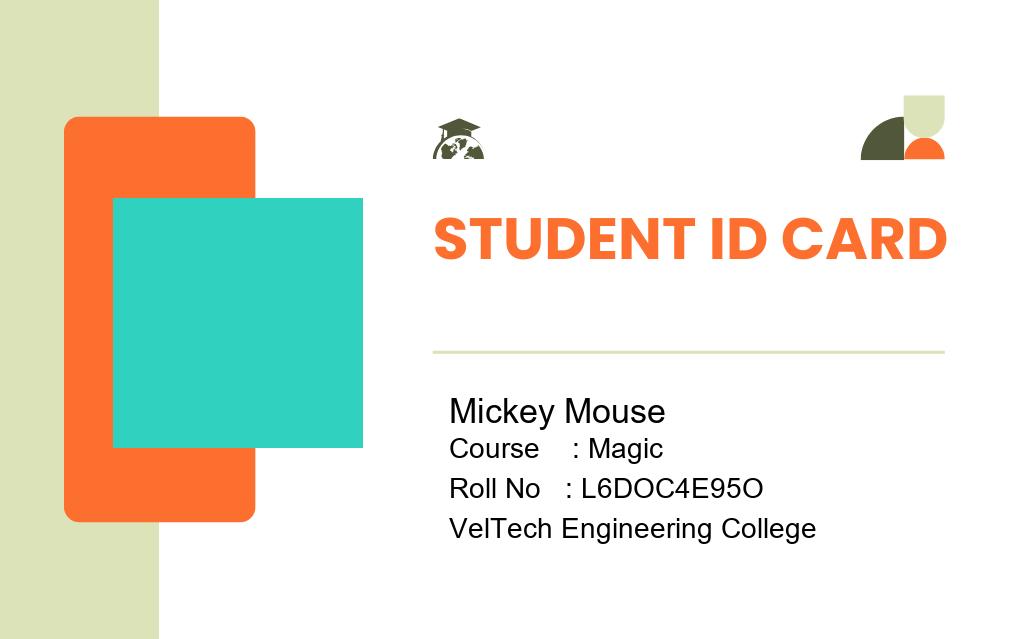 STUDENT ID CARD
Mickey Mouse
Course : Magic
Roll No : L6DOC4E95O
VelTech Engineering College